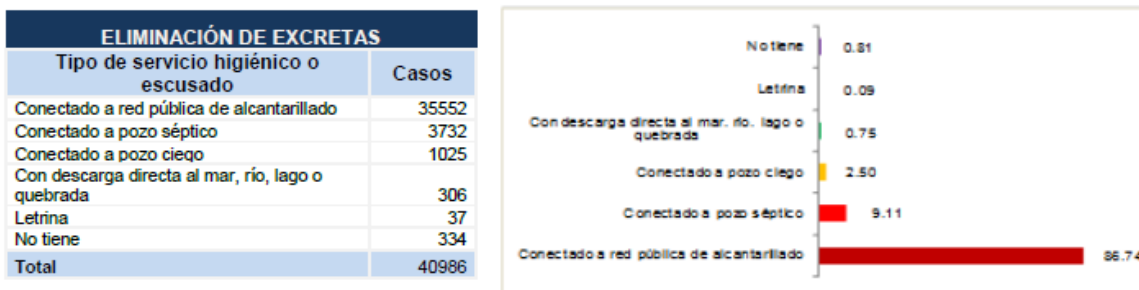 ELIMINACIÓN DE EXCRETAS
Tipo de servicio higiénico o
escusado
Casos
Conectado a red pública de alcantarillado 35552
Conectado a pozo séptico 3732
Conectado a pozo ciego 1025
Con descarga directa al mar, río, lago o
quebrada 306
Letrina 37
No tiene 334
Total 40986
No tiene 0.81
Letrina 0.09
Con descarga directa al mar. río. lago o
quebrada 0.75
Conectado a pozo ciego 2.50
Conectado a pozo séptico 9.11
Conectado a red pública de alcantarillado 86.74